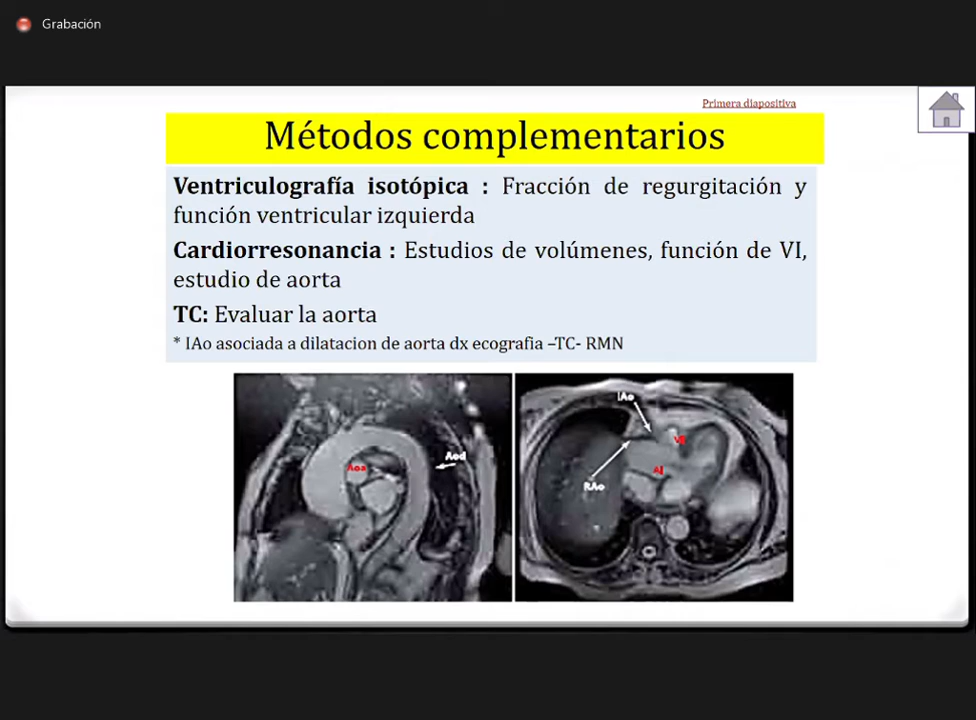 Grabación
Primera diapositiva
Métodos complementarios
Ventriculografía isotópica : Fracción de regurgitación y
función ventricular izquierda
Cardiorresonancia : Estudios de volúmenes, función de VI,
estudio de aorta
TC: Evaluar la aorta
* IAo asociada a dilatacion de aorta dx ecografia –TC- RMN
Aod
Aoa
IAo
RAo